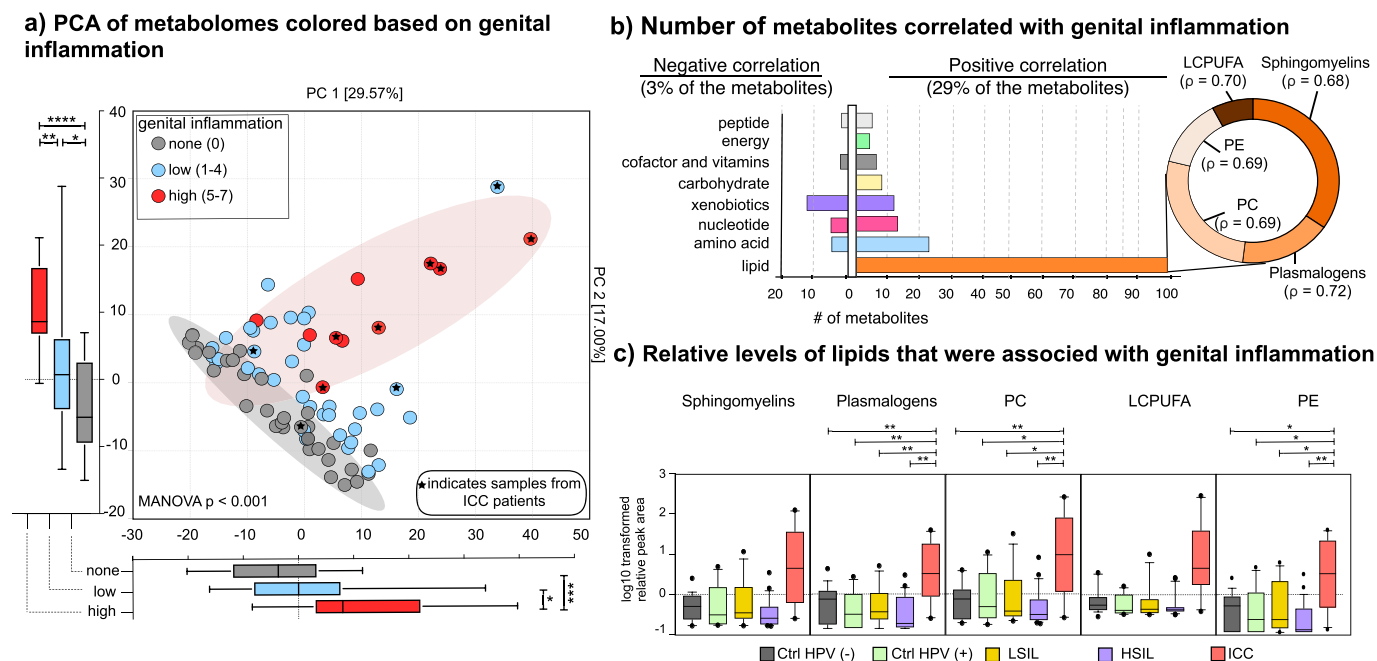 a) PCA of metabolomes colored based on genital
inflammation
PC 1 [29.57%]
genital inflammation
none (0)
low (1-4)
high (5-7)
****
** *
40
30
20
10
0
-10
-20
PC 2 [17.00%]
MANOVA p < 0.001
★indicates samples from
ICC patients
-30 -20 -10 0 10 20 30 40 50
none
low
high
*
***
b) Number of metabolites correlated with genital inflammation
Negative correlation
(3% of the metabolites)
Positive correlation
(29% of the metabolites)
peptide
energy
cofactor and vitamins
carbohydrate
xenobiotics
nucleotide
amino acid
lipid
20 10 0 10 20 30 40 50 60 70 80 90 100
# of metabolites
LCPUFA
(ρ = 0.70)
Sphingomyelins
(ρ = 0.68)
PE
(ρ = 0.69)
PC
(ρ = 0.69)
Plasmalogens
(ρ = 0.72)
c) Relative levels of lipids that were associed with genital inflammation
Sphingomyelins Plasmalogens PC LCPUFA PE
** ** *
** * *
** * *
** ** **
log10 transformed
relative peak area
3
2
1
0
-1
Ctrl HPV (-) Ctrl HPV (+) LSIL HSIL ICC